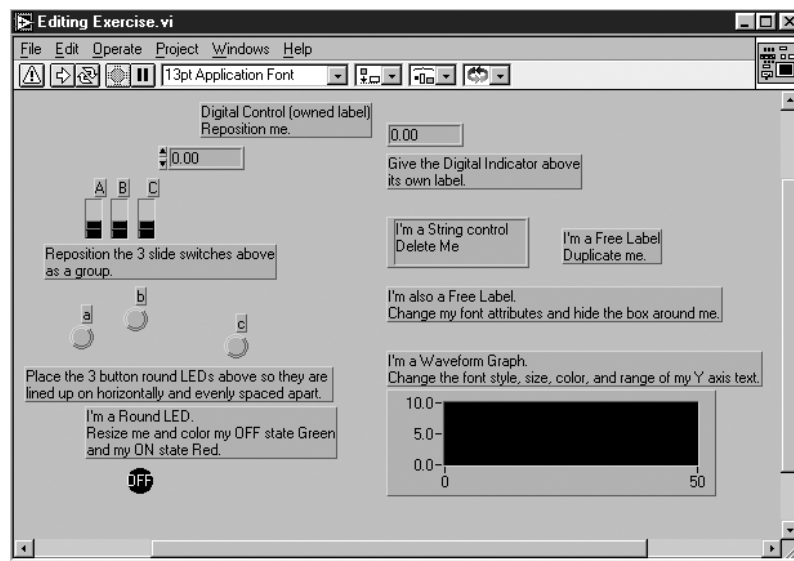 Editing Exercise.vi
File Edit Operate Project Windows Help
13pt Application Font
Digital Control (owned label)
Reposition me.
0.00
A B C
Reposition the 3 slide switches above
as a group.
a
b
c
Place the 3 button round LEDs above so they are
lined up on horizontally and evenly spaced apart.
I'm a Round LED.
Resize me and color my OFF state Green
and my ON state Red.
OFF
0.00
Give the Digital Indicator above
its own label.
I'm a String control
Delete Me
I'm a Free Label
Duplicate me.
I'm also a Free Label.
Change my font attributes and hide the box around me.
I'm a Waveform Graph.
Change the font style, size, color, and range of my Y axis text.
10.0
5.0
0.0
0 50